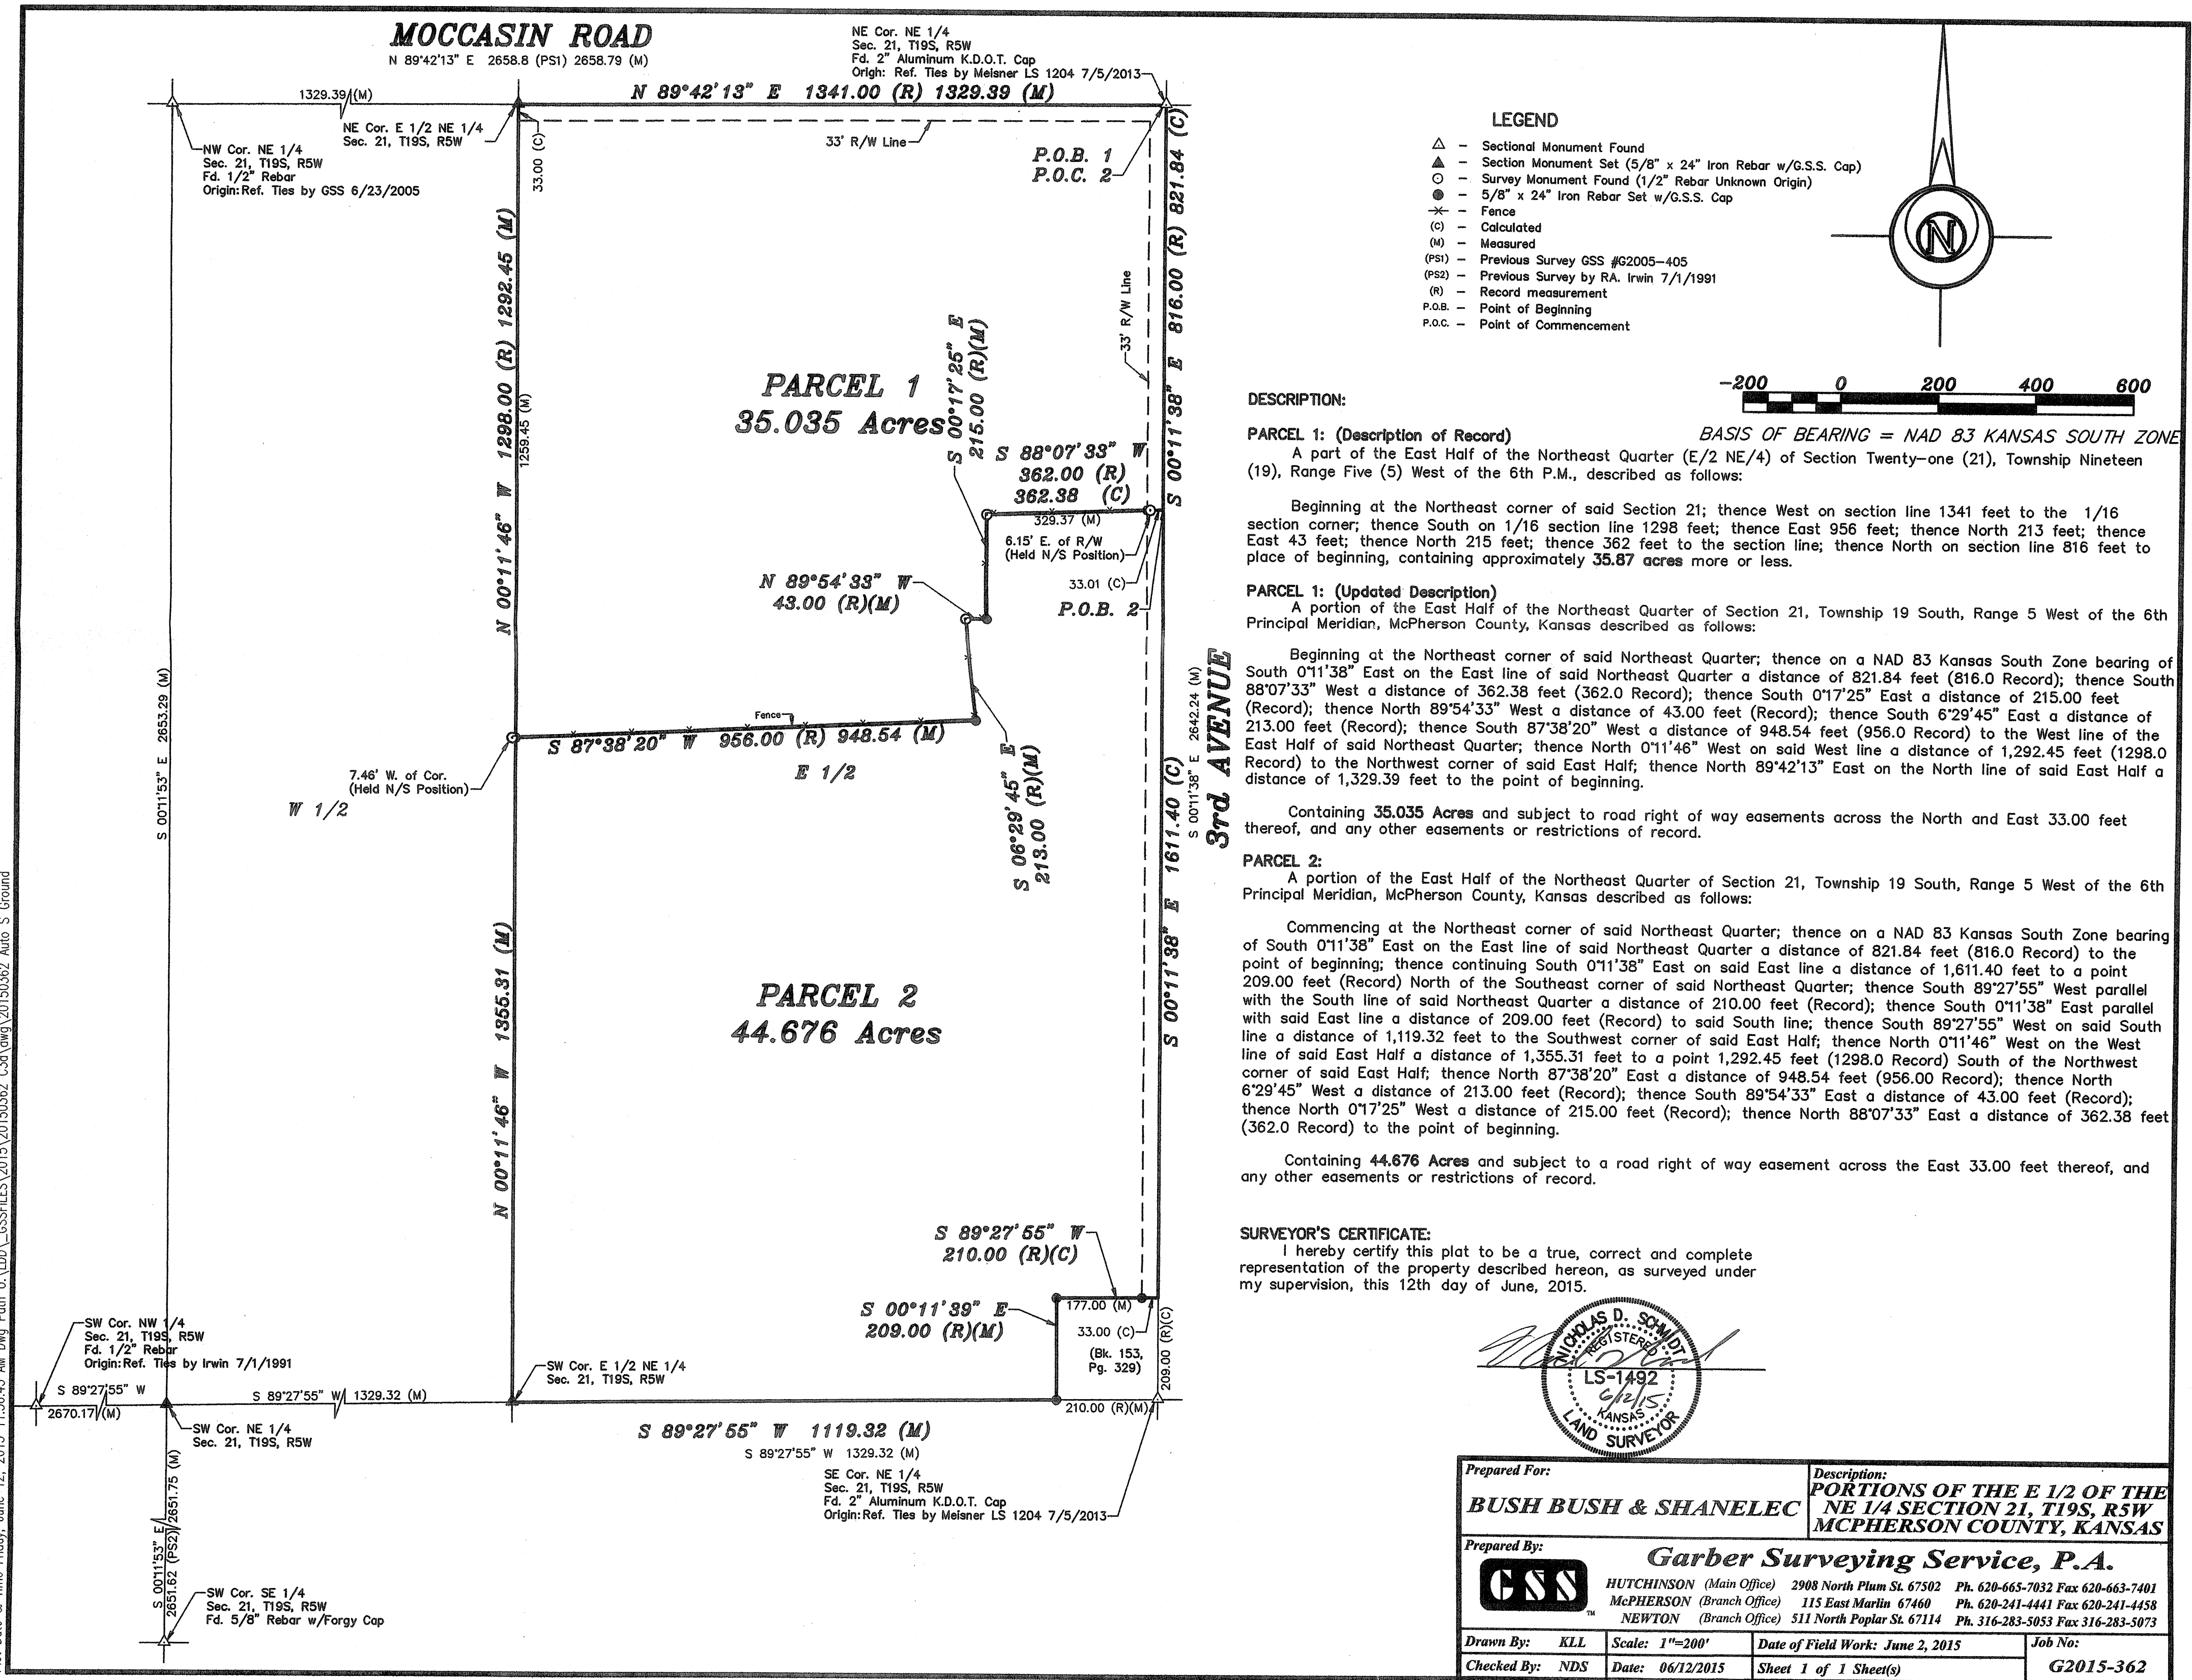 MOCCASIN ROAD
N 89°42'13" E 2658.8 (PS1) 2658.79 (M)
NE Cor. NE 1/4
Sec. 21, T19S, R5W
Fd. 2" Aluminum K.D.O.T. Cap
Origh: Ref. Ties by Meisner LS 1204 7/5/2013
1329.39 (M)
N 89°42'13" E 1341.00 (R) 1329.39 (M)
NE Cor. E 1/2 NE 1/4
Sec. 21, T19S, R5W
NW Cor. NE 1/4
Sec. 21, T19S, R5W
Fd. 1/2" Rebar
Origin: Ref. Ties by GSS 6/23/2005
33.00 (C)
33' R/W Line
P.O.B. 1
P.O.C. 2
S 00°11'38" E 816.00 (R) 821.84 (C)
33' R/W Line
N 00°11'46" W 1298.00 (R) 1292.45 (M)
1259.45 (M)
PARCEL 1
35.035 Acres
S 00°17'25" E
215.00 (R)(M)
S 88°07'33" W
362.00 (R)
362.38 (C)
329.37 (M)
6.15' E. of R/W
(Held N/S Position)
33.01 (C)
P.O.B. 2
N 89°54'33" W
43.00 (R)(M)
S 00°11'53" E 2653.29 (M)
Fence
S 87°38'20" W 956.00 (R) 948.54 (M)
E 1/2
S 06°29'45" E
213.00 (R)(M)
7.46' W. of Cor.
(Held N/S Position)
W 1/2
S 00°11'38" E 1611.40 (C)
S 00°11'38" E 2642.24 (M)
3rd AVENUE
N 00°11'46" W 1355.31 (M)
PARCEL 2
44.676 Acres
S 89°27'55" W
210.00 (R)(C)
177.00 (M)
S 00°11'39" E
209.00 (R)(M)
33.00 (C)
(Bk. 153,
Pg. 329)
209.00 (R)(C)
SW Cor. NW 1/4
Sec. 21, T19S, R5W
Fd. 1/2" Rebar
Origin: Ref. Ties by Irwin 7/1/1991
SW Cor. E 1/2 NE 1/4
Sec. 21, T19S, R5W
S 89°27'55" W
2670.17 (M)
S 89°27'55" W 1329.32 (M)
210.00 (R)(M)
SW Cor. NE 1/4
Sec. 21, T19S, R5W
S 89°27'55" W 1119.32 (M)
S 89°27'55" W 1329.32 (M)
SE Cor. NE 1/4
Sec. 21, T19S, R5W
Fd. 2" Aluminum K.D.O.T. Cap
Origin: Ref. Ties by Meisner LS 1204 7/5/2013
S 00°11'53" E
2651.62 (PS2) 2651.75 (M)
SW Cor. SE 1/4
Sec. 21, T19S, R5W
Fd. 5/8" Rebar w/Forgy Cap
LEGEND
– Sectional Monument Found
– Section Monument Set (5/8" x 24" Iron Rebar w/G.S.S. Cap)
– Survey Monument Found (1/2" Rebar Unknown Origin)
– 5/8" x 24" Iron Rebar Set w/G.S.S. Cap
– Fence
(C) – Calculated
(M) – Measured
(PS1) – Previous Survey GSS #G2005–405
(PS2) – Previous Survey by RA. Irwin 7/1/1991
(R) – Record measurement
P.O.B. – Point of Beginning
P.O.C. – Point of Commencement
N
-200 0 200 400 600
BASIS OF BEARING = NAD 83 KANSAS SOUTH ZONE
DESCRIPTION:
PARCEL 1: (Description of Record)
A part of the East Half of the Northeast Quarter (E/2 NE/4) of Section Twenty–one (21), Township Nineteen
(19), Range Five (5) West of the 6th P.M., described as follows:
Beginning at the Northeast corner of said Section 21; thence West on section line 1341 feet to the 1/16
section corner; thence South on 1/16 section line 1298 feet; thence East 956 feet; thence North 213 feet; thence
East 43 feet; thence North 215 feet; thence 362 feet to the section line; thence North on section line 816 feet to
place of beginning, containing approximately 35.87 acres more or less.
PARCEL 1: (Updated Description)
A portion of the East Half of the Northeast Quarter of Section 21, Township 19 South, Range 5 West of the 6th
Principal Meridian, McPherson County, Kansas described as follows:
Beginning at the Northeast corner of said Northeast Quarter; thence on a NAD 83 Kansas South Zone bearing of
South 0°11'38" East on the East line of said Northeast Quarter a distance of 821.84 feet (816.0 Record); thence South
88°07'33" West a distance of 362.38 feet (362.0 Record); thence South 0°17'25" East a distance of 215.00 feet
(Record); thence North 89°54'33" West a distance of 43.00 feet (Record); thence South 6°29'45" East a distance of
213.00 feet (Record); thence South 87°38'20" West a distance of 948.54 feet (956.0 Record) to the West line of the
East Half of said Northeast Quarter; thence North 0°11'46" West on said West line a distance of 1,292.45 feet (1298.0
Record) to the Northwest corner of said East Half; thence North 89°42'13" East on the North line of said East Half a
distance of 1,329.39 feet to the point of beginning.
Containing 35.035 Acres and subject to road right of way easements across the North and East 33.00 feet
thereof, and any other easements or restrictions of record.
PARCEL 2:
A portion of the East Half of the Northeast Quarter of Section 21, Township 19 South, Range 5 West of the 6th
Principal Meridian, McPherson County, Kansas described as follows:
Commencing at the Northeast corner of said Northeast Quarter; thence on a NAD 83 Kansas South Zone bearing
of South 0°11'38" East on the East line of said Northeast Quarter a distance of 821.84 feet (816.0 Record) to the
point of beginning; thence continuing South 0°11'38" East on said East line a distance of 1,611.40 feet to a point
209.00 feet (Record) North of the Southeast corner of said Northeast Quarter; thence South 89°27'55" West parallel
with the South line of said Northeast Quarter a distance of 210.00 feet (Record); thence South 0°11'38" East parallel
with said East line a distance of 209.00 feet (Record) to said South line; thence South 89°27'55" West on said South
line a distance of 1,119.32 feet to the Southwest corner of said East Half; thence North 0°11'46" West on the West
line of said East Half a distance of 1,355.31 feet to a point 1,292.45 feet (1298.0 Record) South of the Northwest
corner of said East Half; thence North 87°38'20" East a distance of 948.54 feet (956.00 Record); thence North
6°29'45" West a distance of 213.00 feet (Record); thence South 89°54'33" East a distance of 43.00 feet (Record);
thence North 0°17'25" West a distance of 215.00 feet (Record); thence North 88°07'33" East a distance of 362.38 feet
(362.0 Record) to the point of beginning.
Containing 44.676 Acres and subject to a road right of way easement across the East 33.00 feet thereof, and
any other easements or restrictions of record.
SURVEYOR'S CERTIFICATE:
I hereby certify this plat to be a true, correct and complete
representation of the property described hereon, as surveyed under
my supervision, this 12th day of June, 2015.
NICHOLAS D. SCHMIDT
REGISTERED
LS-1492
6/12/15
KANSAS
LAND SURVEYOR
Prepared For:
BUSH BUSH & SHANELEC
Description:
PORTIONS OF THE E 1/2 OF THE
NE 1/4 SECTION 21, T19S, R5W
MCPHERSON COUNTY, KANSAS
Prepared By:
GSS
TM
Garber Surveying Service, P.A.
HUTCHINSON (Main Office) 2908 North Plum St. 67502 Ph. 620-665-7032 Fax 620-663-7401
McPHERSON (Branch Office) 115 East Marlin 67460 Ph. 620-241-4441 Fax 620-241-4458
NEWTON (Branch Office) 511 North Poplar St. 67114 Ph. 316-283-5053 Fax 316-283-5073
Drawn By: KLL Scale: 1"=200' Date of Field Work: June 2, 2015 Job No:
Checked By: NDS Date: 06/12/2015 Sheet 1 of 1 Sheet(s) G2015-362